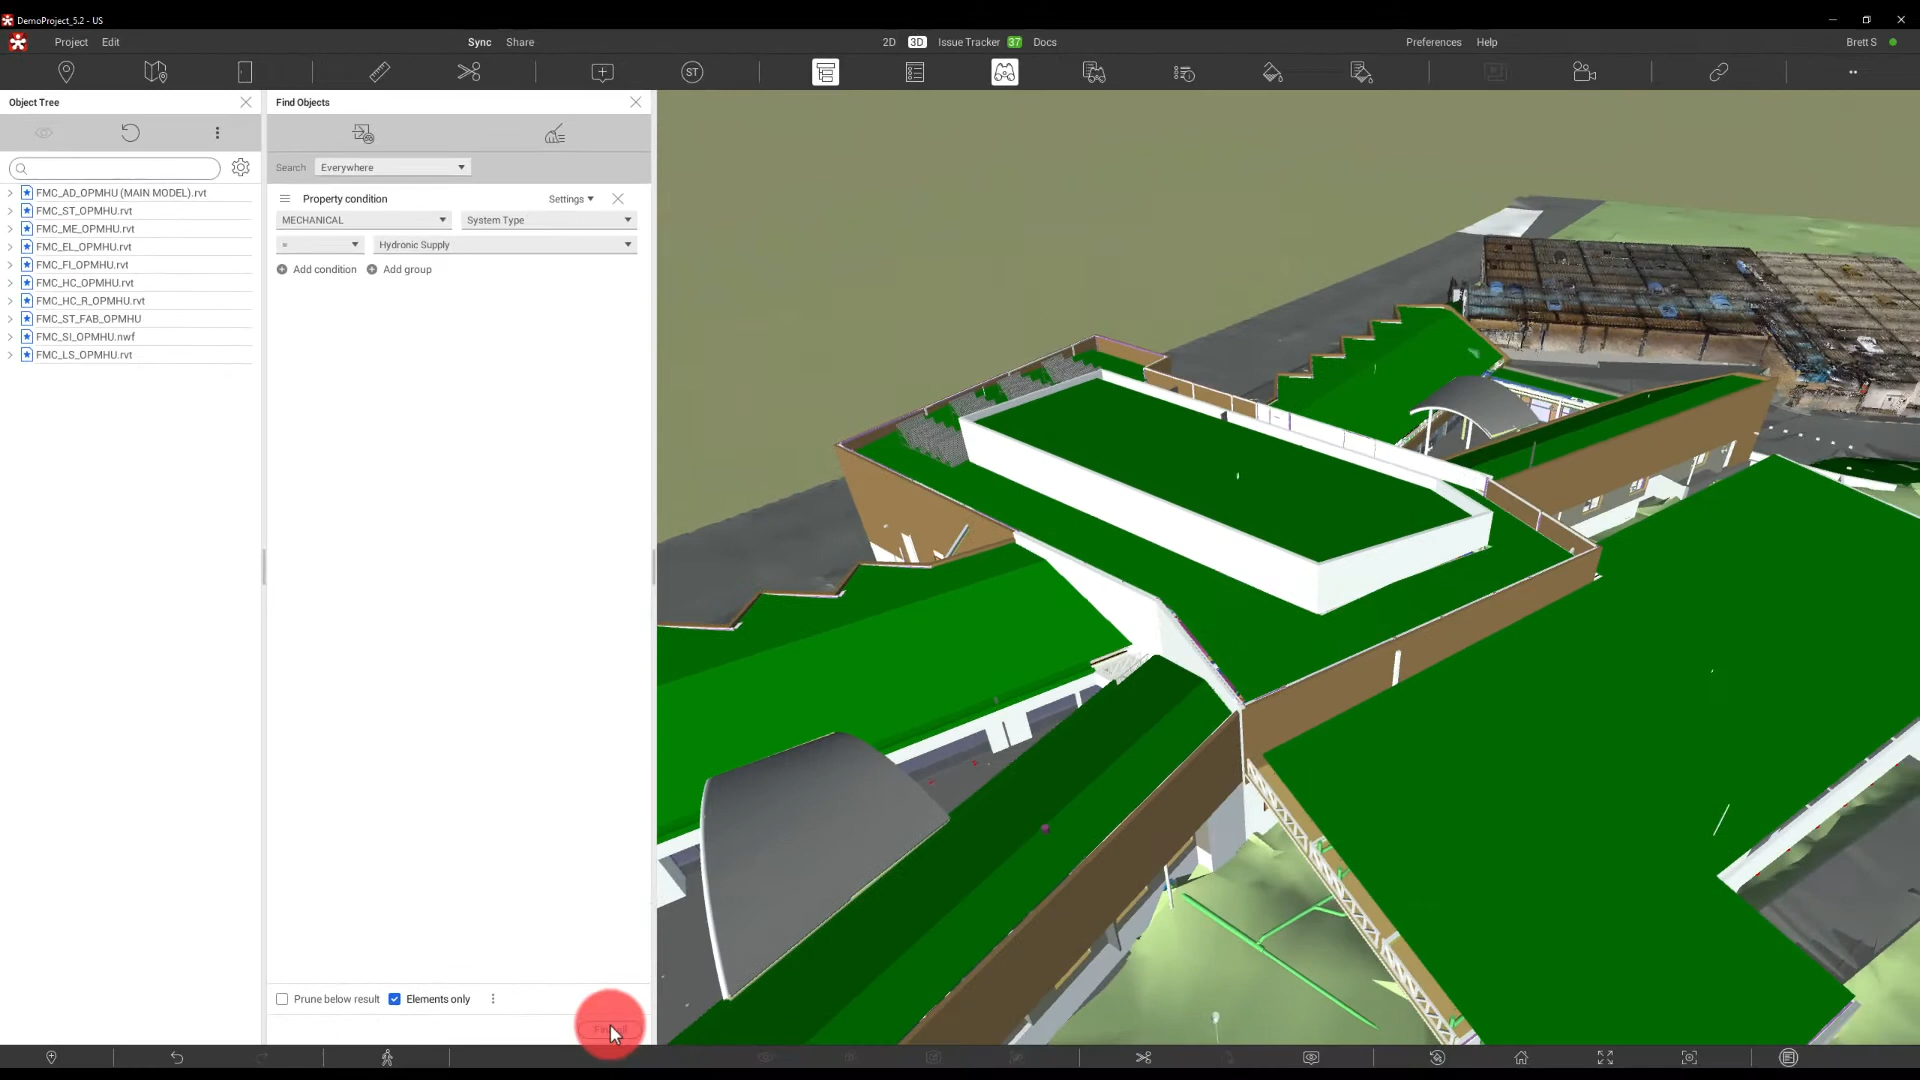 DemoProject_5.2 - US
Project Edit Sync Share 2D 3D Issue Tracker 37 Docs Preferences Help Brett S
ST
Object Tree
Find Objects
Search Everywhere
Property condition Settings
MECHANICAL System Type
= Hydronic Supply
Add condition Add group
FMC_AD_OPMHU (MAIN MODEL).rvt
FMC_ST_OPMHU.rvt
FMC_ME_OPMHU.rvt
FMC_EL_OPMHU.rvt
FMC_FI_OPMHU.rvt
FMC_HC_OPMHU.rvt
FMC_HC_R_OPMHU.rvt
FMC_ST_FAB_OPMHU
FMC_SI_OPMHU.nwf
FMC_LS_OPMHU.rvt
Prune below result Elements only